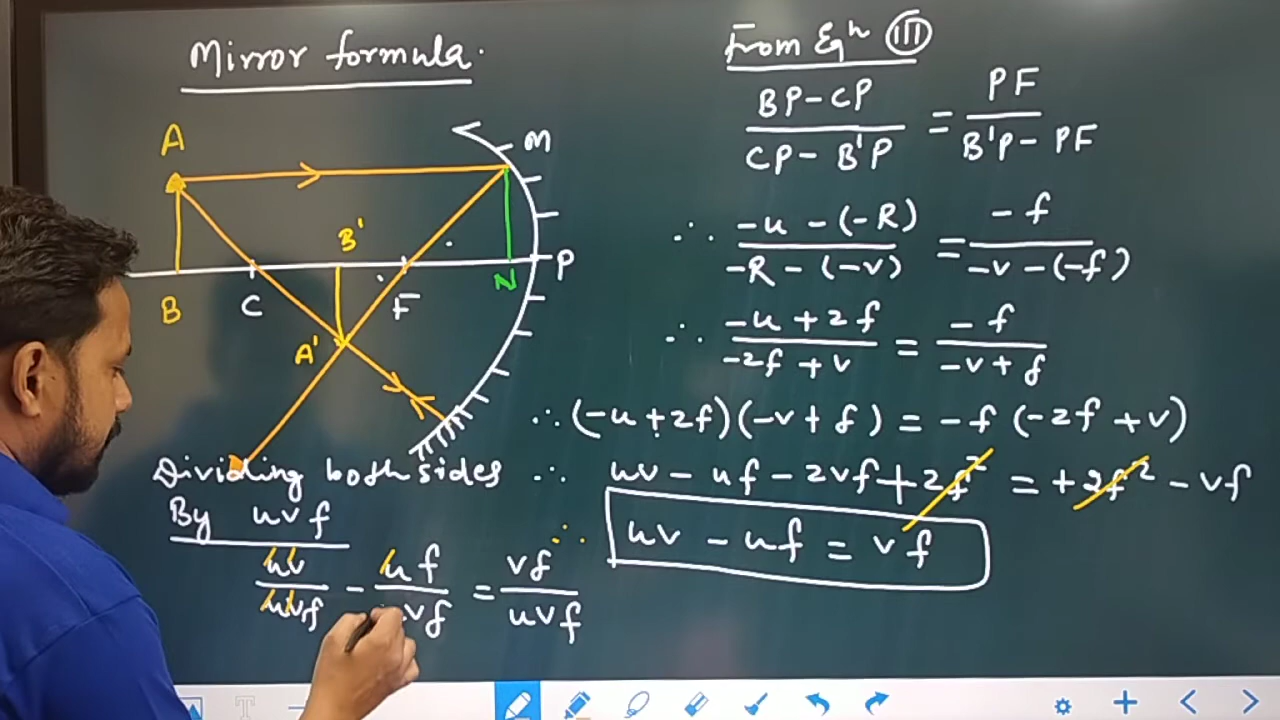 Mirror formula.
A
M
B'
B
C
F
N
P
A'
From Eqn (III)
BP-CP / CP-B'P = PF / B'P-PF
∴ -u-(-R) / -R-(-v) = -f / -v-(-f)
∴ -u+2f / -2f+v = -f / -v+f
∴ (-u+2f)(-v+f) = -f(-2f+v)
∴ uv-uf-2vf+2f² = +2f²-vf
∴ uv-uf = vf
Dividing both sides
By uvf
uv / uvf - uf / uvf = vf / uvf